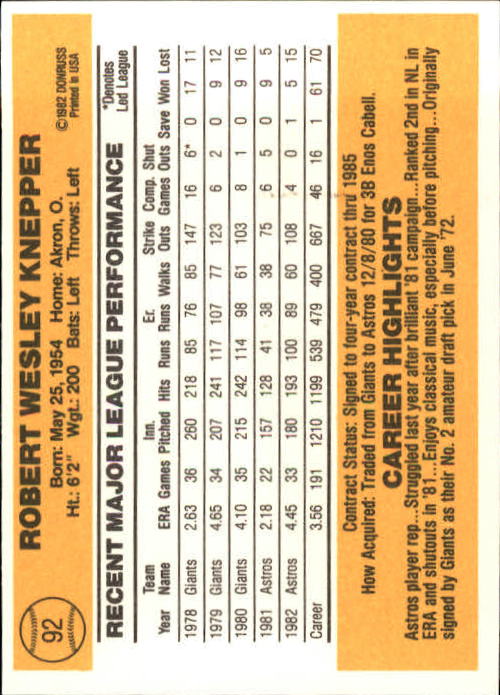 92
ROBERT WESLEY KNEPPER
Born: May 25, 1954 Home: Akron, O.
Ht.: 6'2" Wgt.: 200 Bats: Left Throws: Left
©1982 DONRUSS
Printed in USA
RECENT MAJOR LEAGUE PERFORMANCE
*Denotes
Led League
Team Inn. Er. Strike Comp. Shut
Year Name ERA Games Pitched Hits Runs Runs Walks Outs Games Outs Save Won Lost
1978 Giants 2.63 36 260 218 85 76 85 147 16 6* 0 17 11
1979 Giants 4.65 34 207 241 117 107 77 123 6 2 0 9 12
1980 Giants 4.10 35 215 242 114 98 61 103 8 1 0 9 16
1981 Astros 2.18 22 157 128 41 38 38 75 6 5 0 9 5
1982 Astros 4.45 33 180 193 100 89 60 108 4 0 1 5 15
Career 3.56 191 1210 1199 539 479 400 667 46 16 1 61 70
Contract Status: Signed to four-year contract thru 1985
How Acquired: Traded from Giants to Astros 12/8/80 for 3B Enos Cabell.
CAREER HIGHLIGHTS
Astros player rep...Struggled last year after brilliant '81 campaign...Ranked 2nd in NL in
ERA and shutouts in '81...Enjoys classical music, especially before pitching...Originally
signed by Giants as their No. 2 amateur draft pick in June '72.